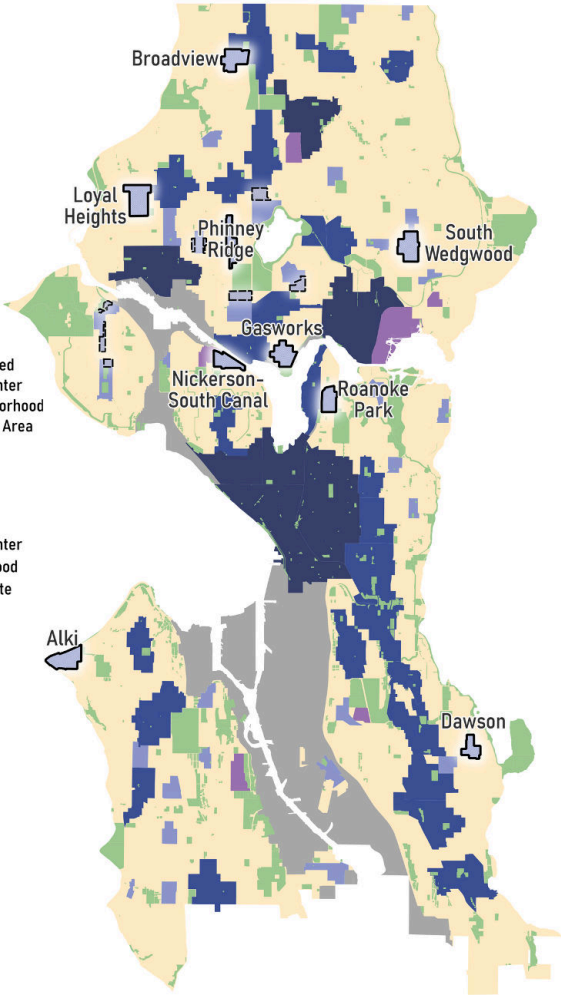 Broadview
Loyal
Heights
Phinney
Ridge
South
Wedgwood
Gasworks
Nickerson-
South Canal
Roanoke
Park
ed
nter
orhood
Area
nter
ood
te
Alki
Dawson